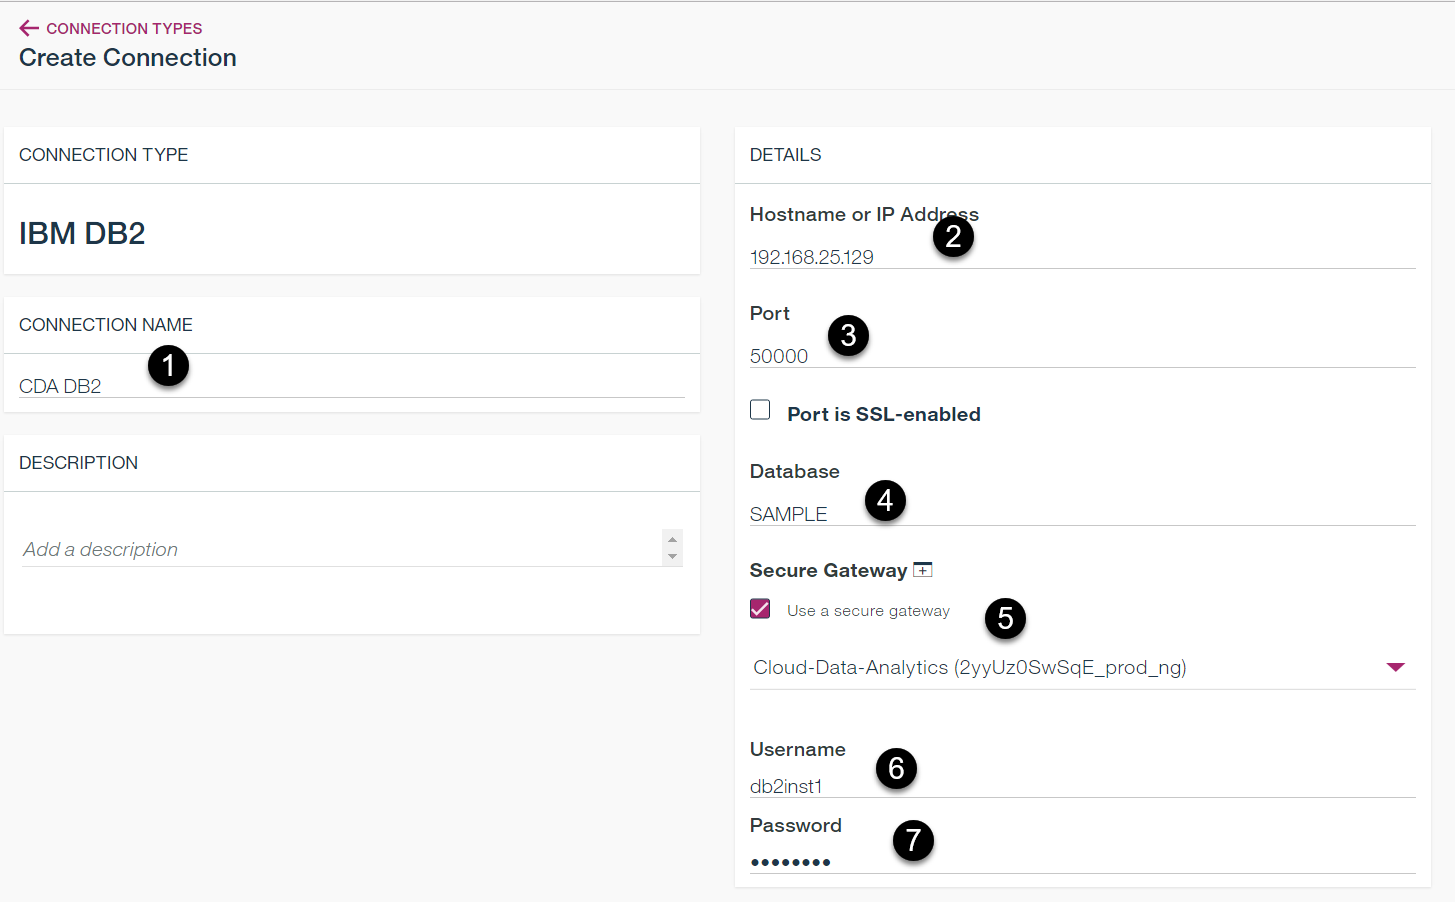 CONNECTION TYPES
Create Connection
CONNECTION TYPE
IBM DB2
CONNECTION NAME
1
CDA DB2
DESCRIPTION
Add a description
DETAILS
Hostname or IP Address
2
192.168.25.129
Port
3
50000
Port is SSL-enabled
Database
4
SAMPLE
Secure Gateway
Use a secure gateway
5
Cloud-Data-Analytics (2yyUz0SwSqE_prod_ng)
Username
6
db2inst1
Password
7
••••••••